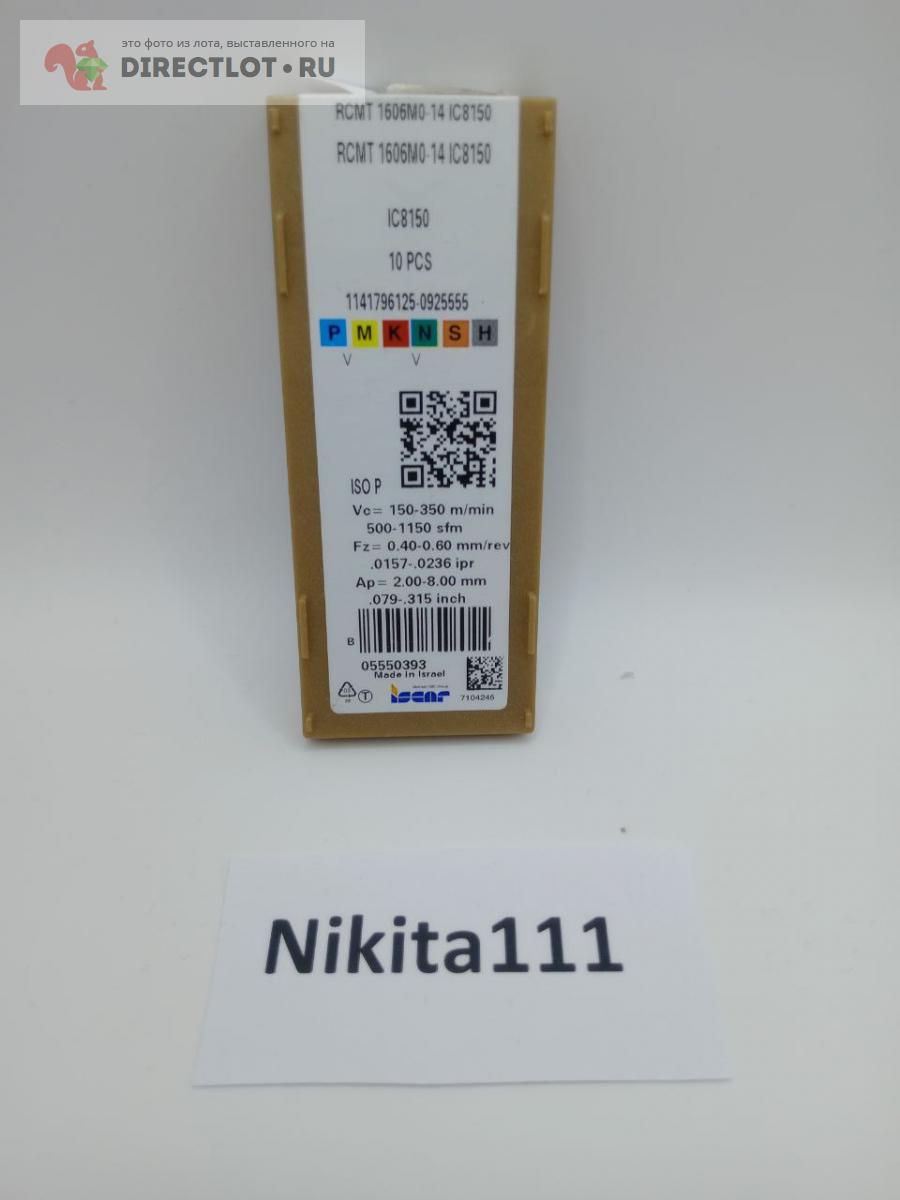 это фото из лота, выставленного на
DIRECTLOT.RU
RCMT 1606M0-14 IC8150
RCMT 1606M0-14 IC8150
IC8150
10 PCS
1141796125-0925555
P M K N S H
V V
ISO P
Vc= 150-350 m/min
500-1150 sfm
Fz= 0.40-0.60 mm/rev
.0157-.0236 ipr
Ap= 2.00-8.00 mm
.079-.315 inch
B
05550393
Made in Israel
T
iscar
7104245
Nikita111